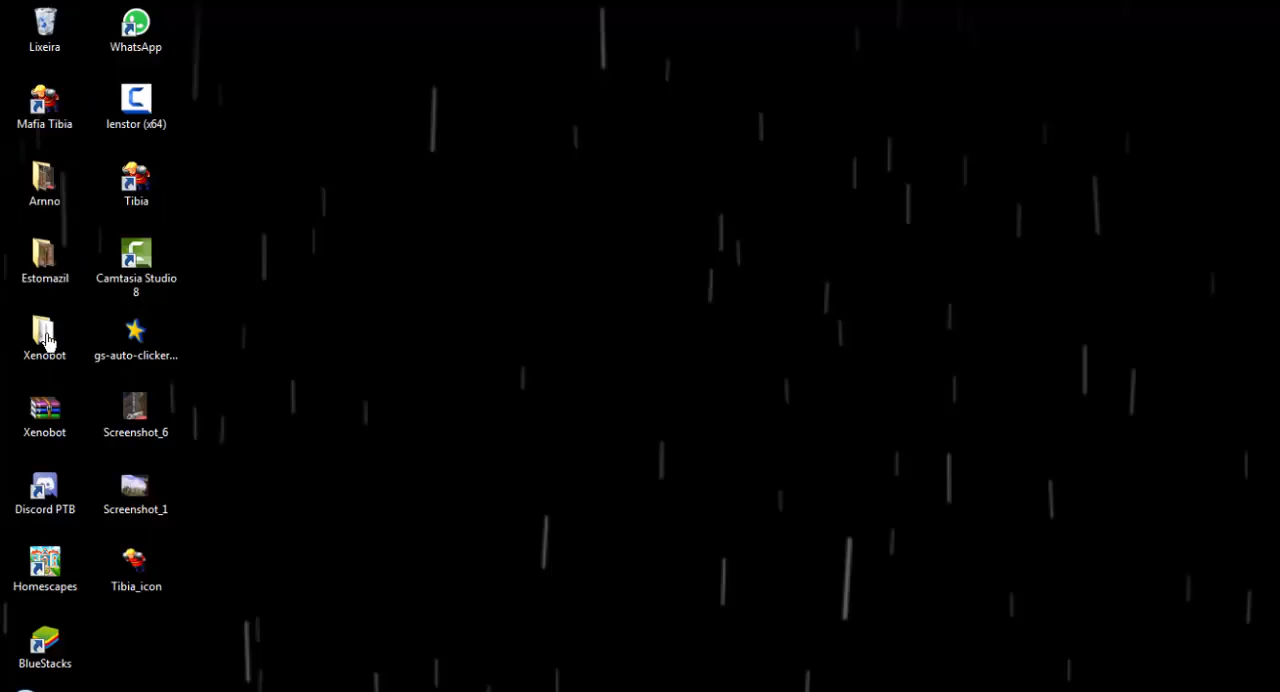 Lixeira
WhatsApp
Mafia Tibia
lenstor (x64)
Arnno
Tibia
Estomazil
Camtasia Studio
8
Xenobot
gs-auto-clicker...
Xenobot
Screenshot_6
Discord PTB
Screenshot_1
Homescapes
Tibia_icon
BlueStacks